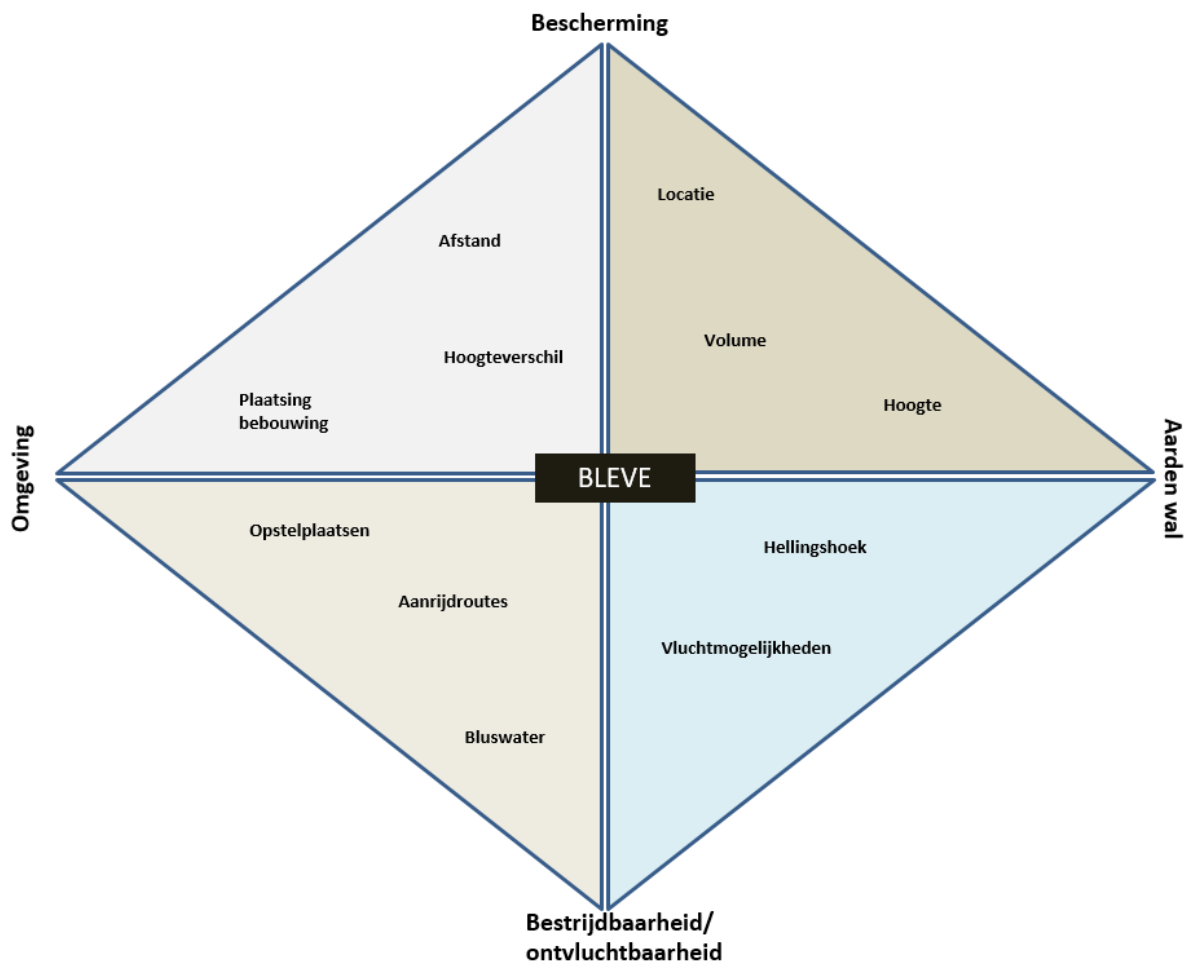 Bescherming
Locatie
Afstand
Volume
Hoogteverschil
Plaatsing
bebouwing
Hoogte
Omgeving
BLEVE
Aarden wal
Opstelplaatsen
Hellingshoek
Aanrijdroutes
Vluchtmogelijkheden
Bluswater
Bestrijdbaarheid/
ontvluchtbaarheid